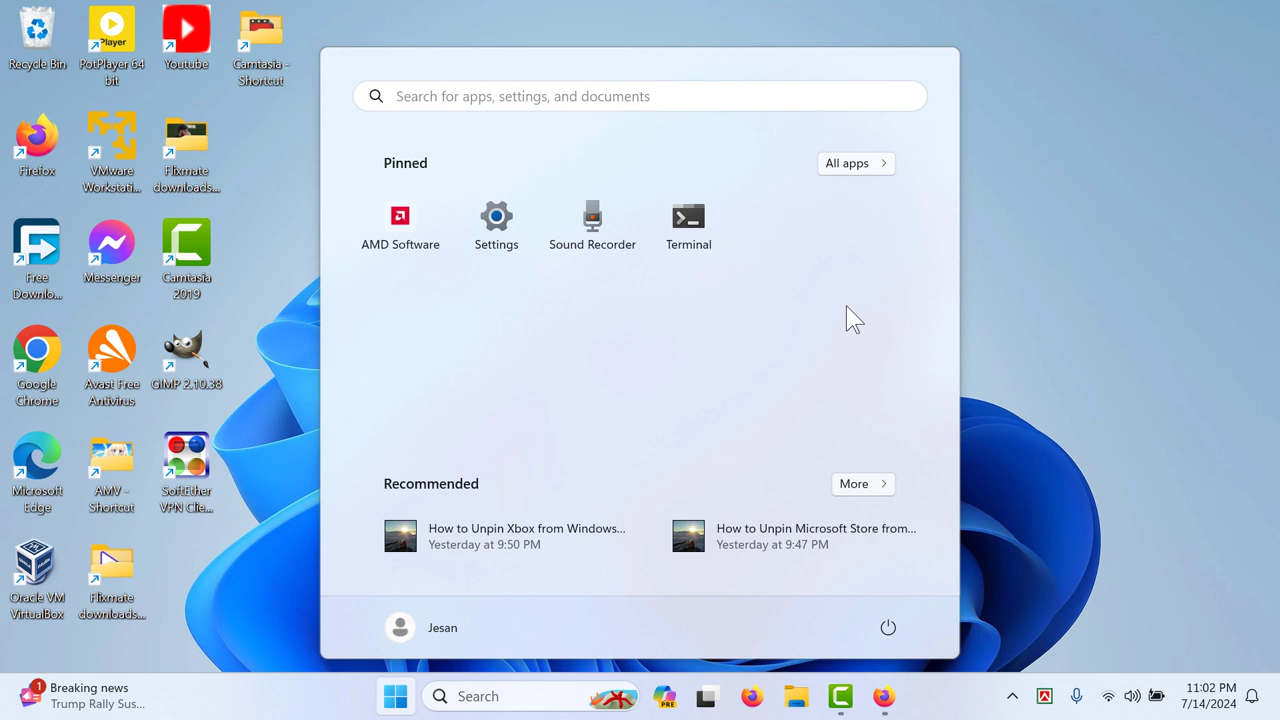 Recycle Bin
PotPlayer 64
bit
Youtube
Camtasia -
Shortcut
Firefox
VMware
Workstati...
Flixmate
downloads...
Free
Downlo...
Messenger
Camtasia
2019
Google
Chrome
Avast Free
Antivirus
GIMP 2.10.38
Microsoft
Edge
AMV -
Shortcut
SoftEther
VPN Clie...
Oracle VM
VirtualBox
Flixmate
downloads...
Search for apps, settings, and documents
Pinned
All apps
AMD Software
Settings
Sound Recorder
Terminal
Recommended
More
How to Unpin Xbox from Windows...
Yesterday at 9:50 PM
How to Unpin Microsoft Store from...
Yesterday at 9:47 PM
Jesan
1
Breaking news
Trump Rally Sus...
Search
PRE
11:02 PM
7/14/2024